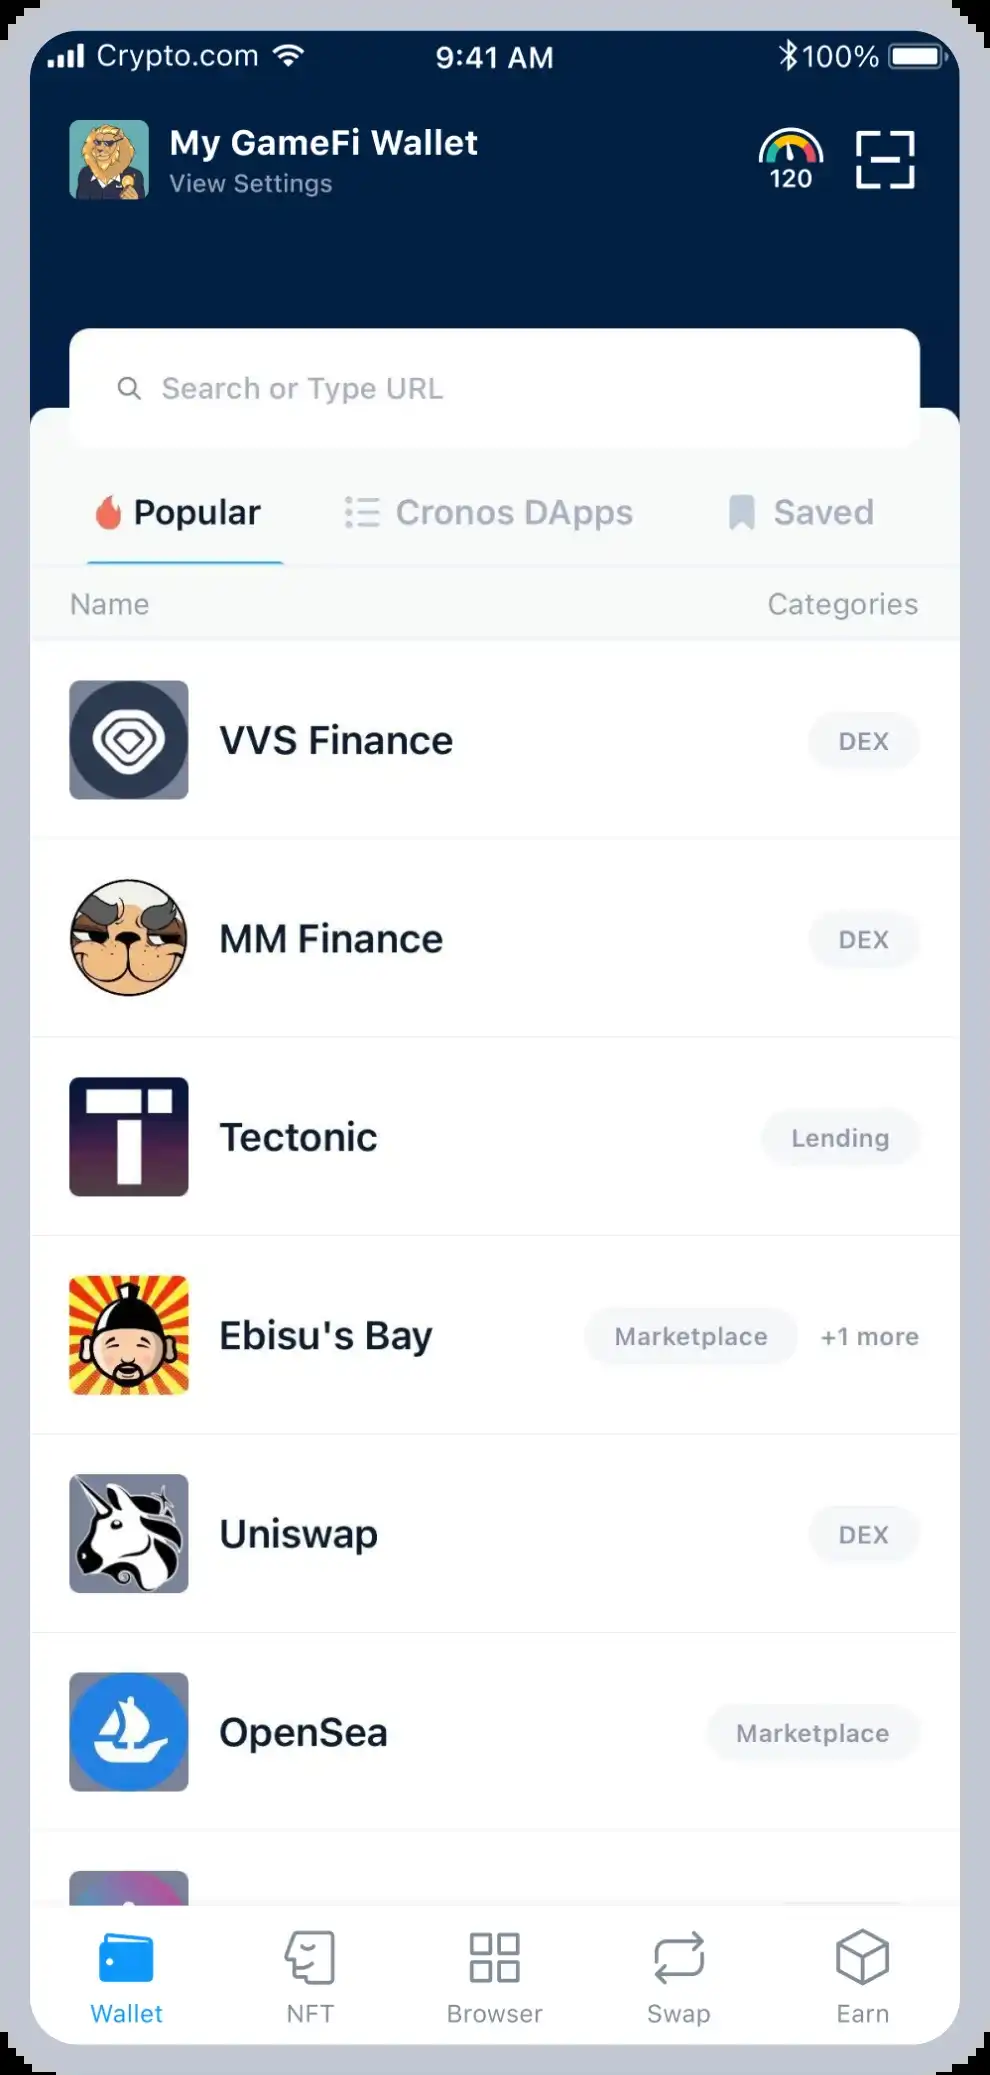 Crypto.com 9:41 AM 100%
My GameFi Wallet
View Settings
120
Search or Type URL
Popular Cronos DApps Saved
Name Categories
VVS Finance DEX
MM Finance DEX
Tectonic Lending
Ebisu's Bay Marketplace +1 more
Uniswap DEX
OpenSea Marketplace
Wallet NFT Browser Swap Earn